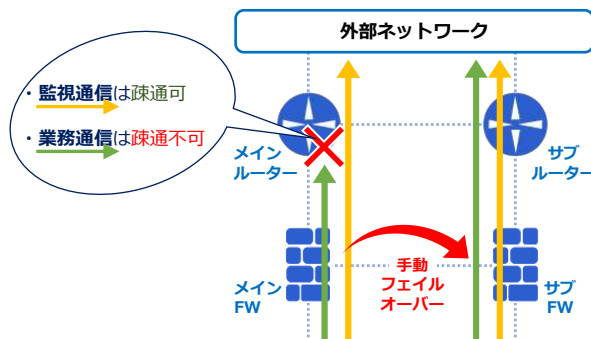 外部ネットワーク
・監視通信は疎通可
・業務通信は疎通不可
メイン
ルーター
サブ
ルーター
手動
フェイル
オーバー
メイン
FW
サブ
FW